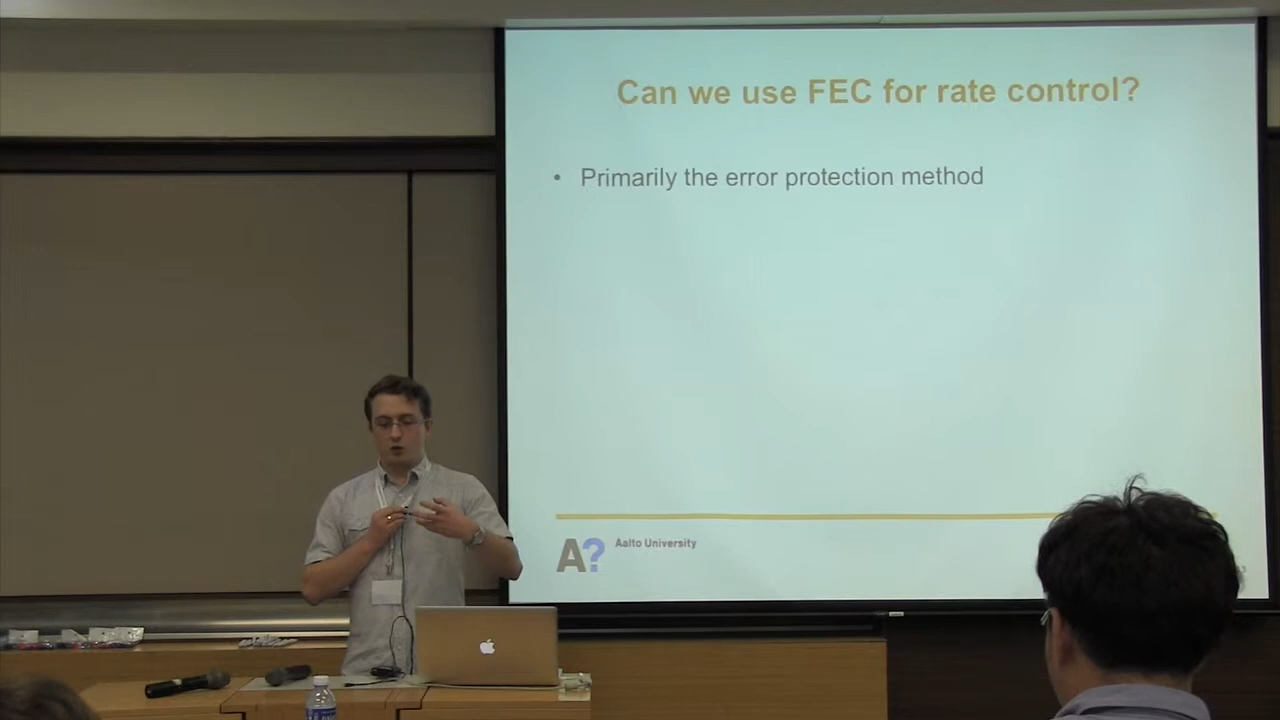 Can we use FEC for rate control?
• Primarily the error protection method
A?
Aalto University